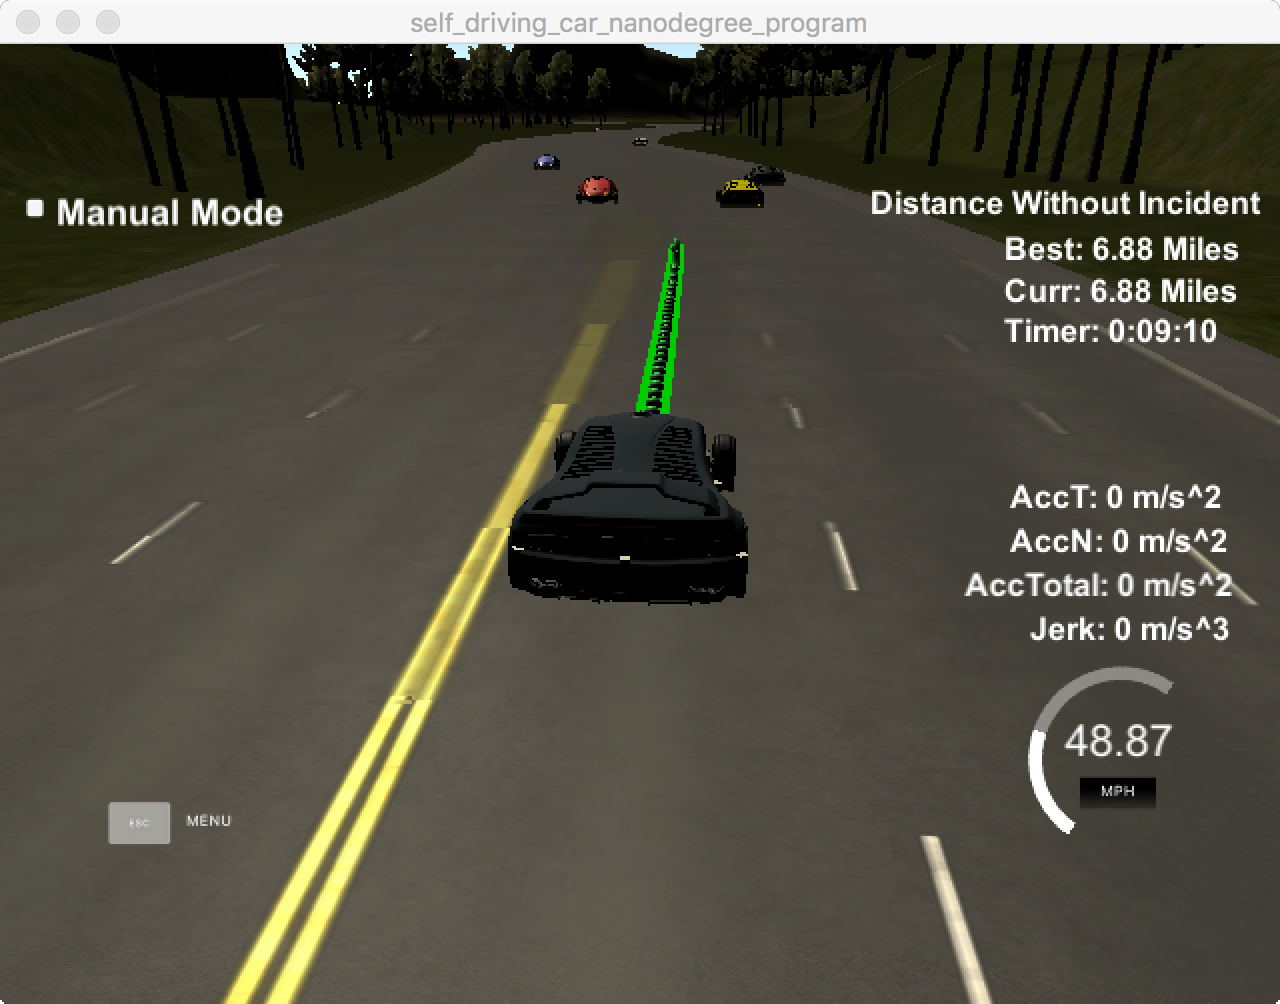 self_driving_car_nanodegree_program
Manual Mode
Distance Without Incident
Best: 6.88 Miles
Curr: 6.88 Miles
Timer: 0:09:10
AccT: 0 m/s^2
AccN: 0 m/s^2
AccTotal: 0 m/s^2
Jerk: 0 m/s^3
48.87
MPH
ESC MENU